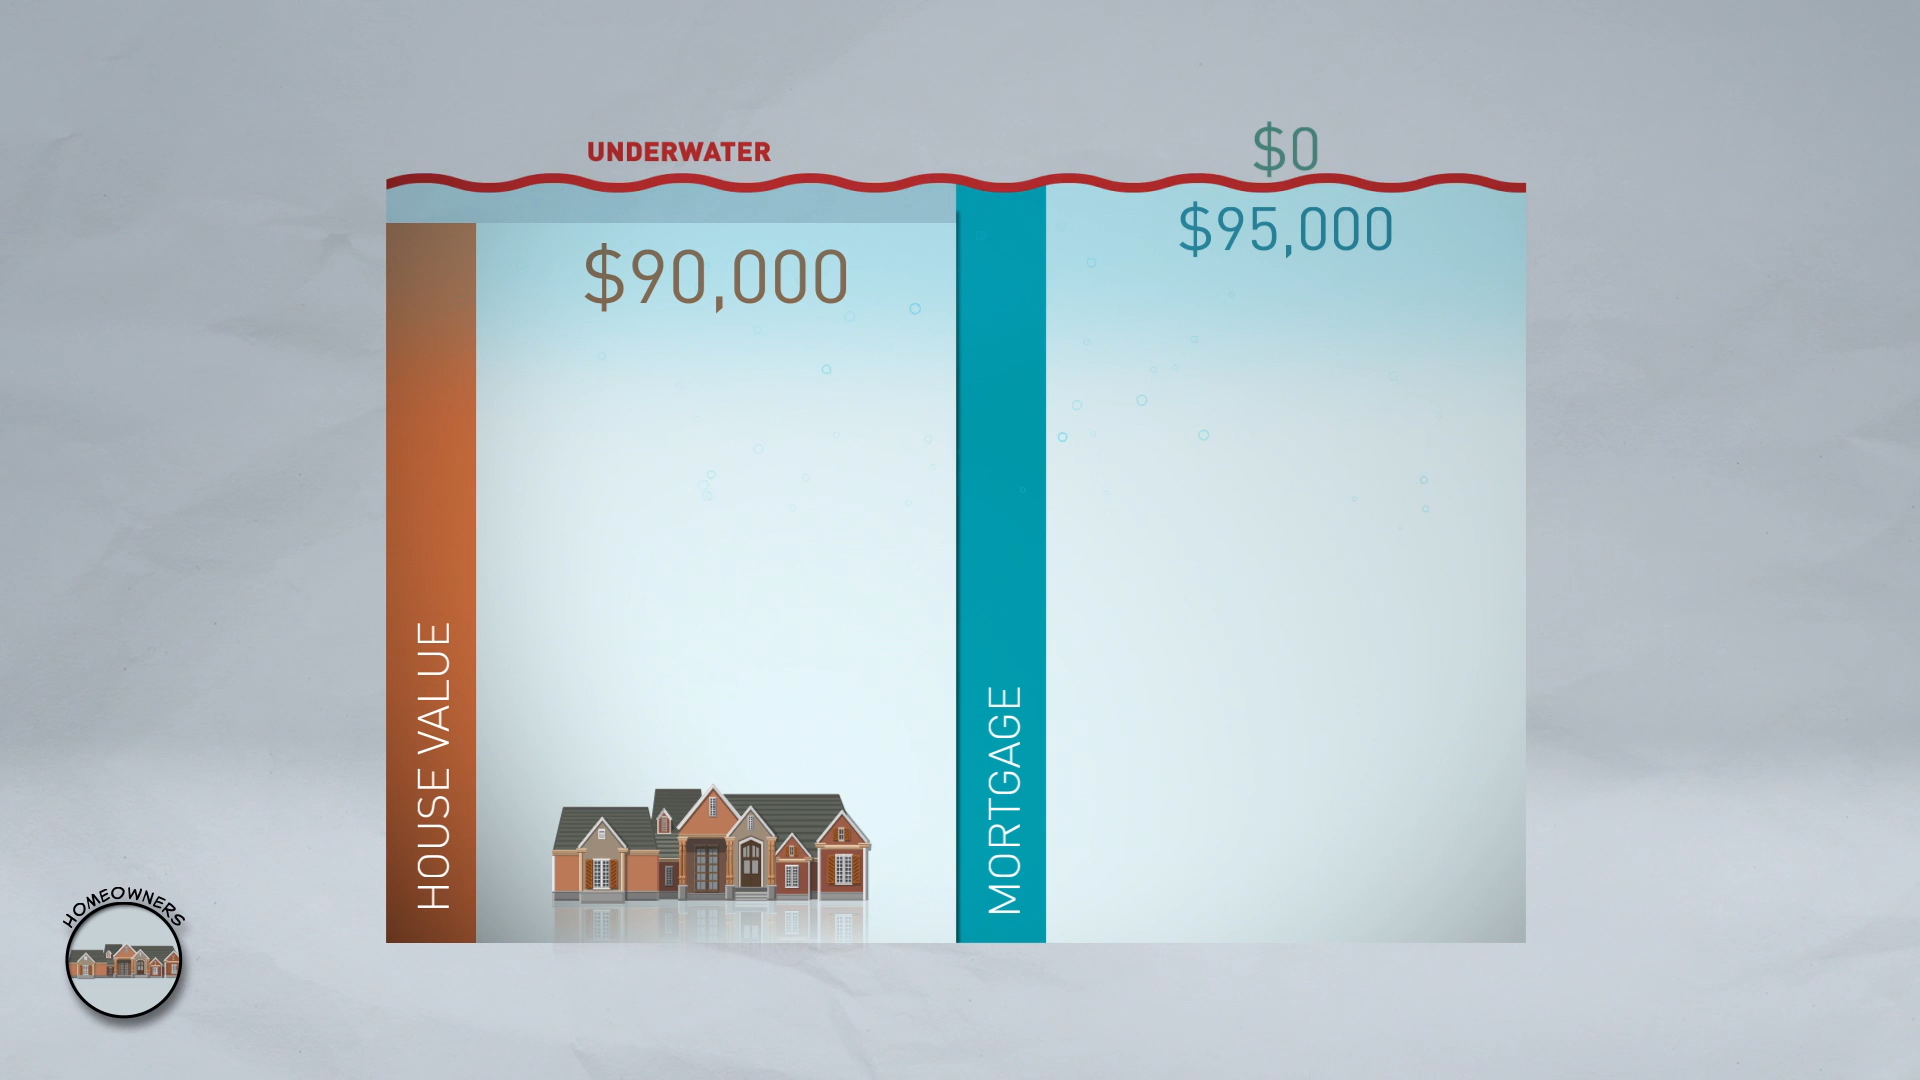 UNDERWATER
$0
$90,000
$95,000
HOUSE VALUE
MORTGAGE
HOMEOWNERS